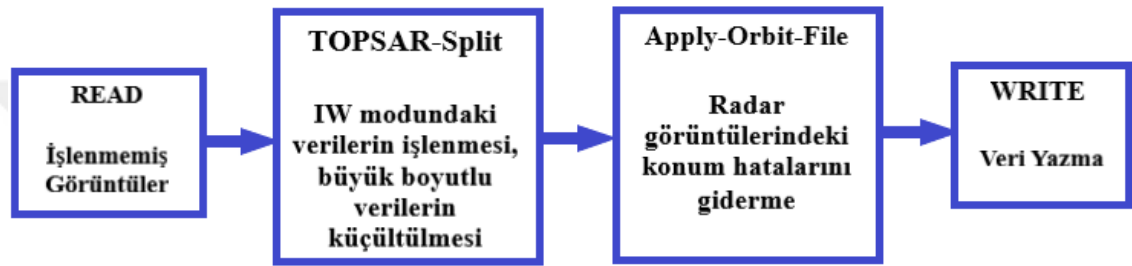 READ
İşlenmemiş
Görüntüler
TOPSAR-Split
IW modundaki
verilerin işlenmesi,
büyük boyutlu
verilerin
küçültülmesi
Apply-Orbit-File
Radar
görüntülerindeki
konum hatalarını
giderme
WRITE
Veri Yazma